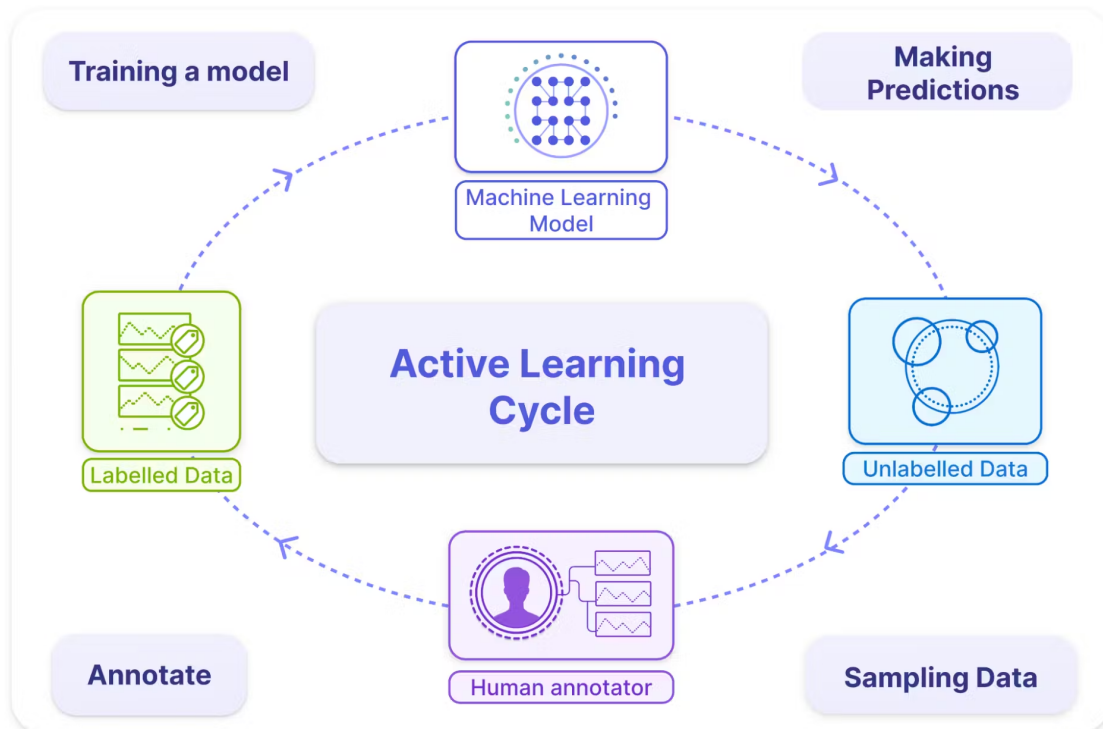 Training a model
Making
Predictions
Machine Learning
Model
Active Learning
Cycle
Labelled Data
Unlabelled Data
Annotate
Human annotator
Sampling Data